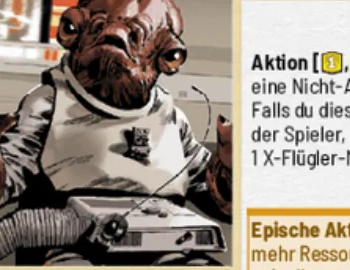 Aktion [1,
eine Nicht-A
Falls du dies
der Spieler,
1 X-Flügler-
Epische Akt
mehr Resso